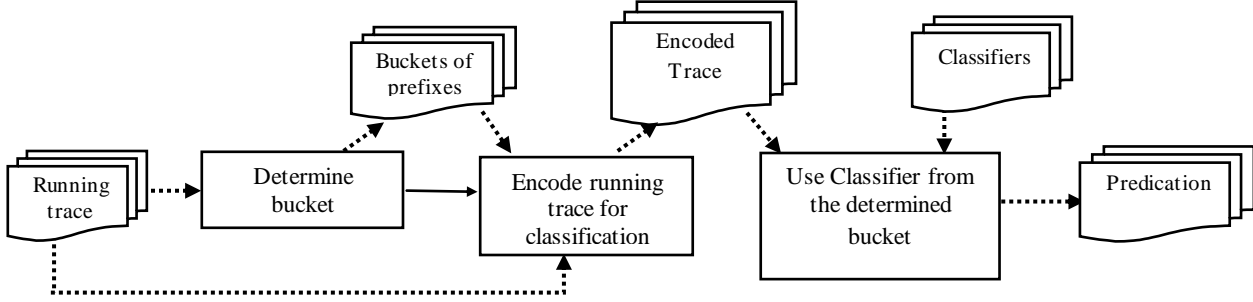 Running
trace
Determine
bucket
Buckets of
prefixes
Encode running
trace for
classification
Encoded
Trace
Use Classifier from
the determined
bucket
Classifiers
Predication